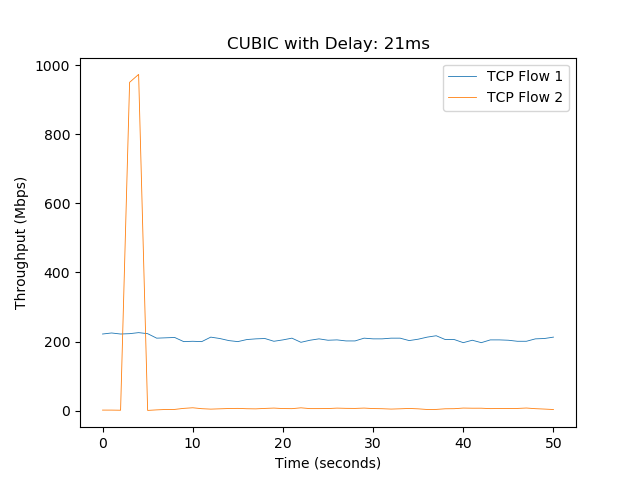 CUBIC with Delay: 21ms
TCP Flow 1
TCP Flow 2
1000
800
600
400
200
0
Throughput (Mbps)
0 10 20 30 40 50
Time (seconds)